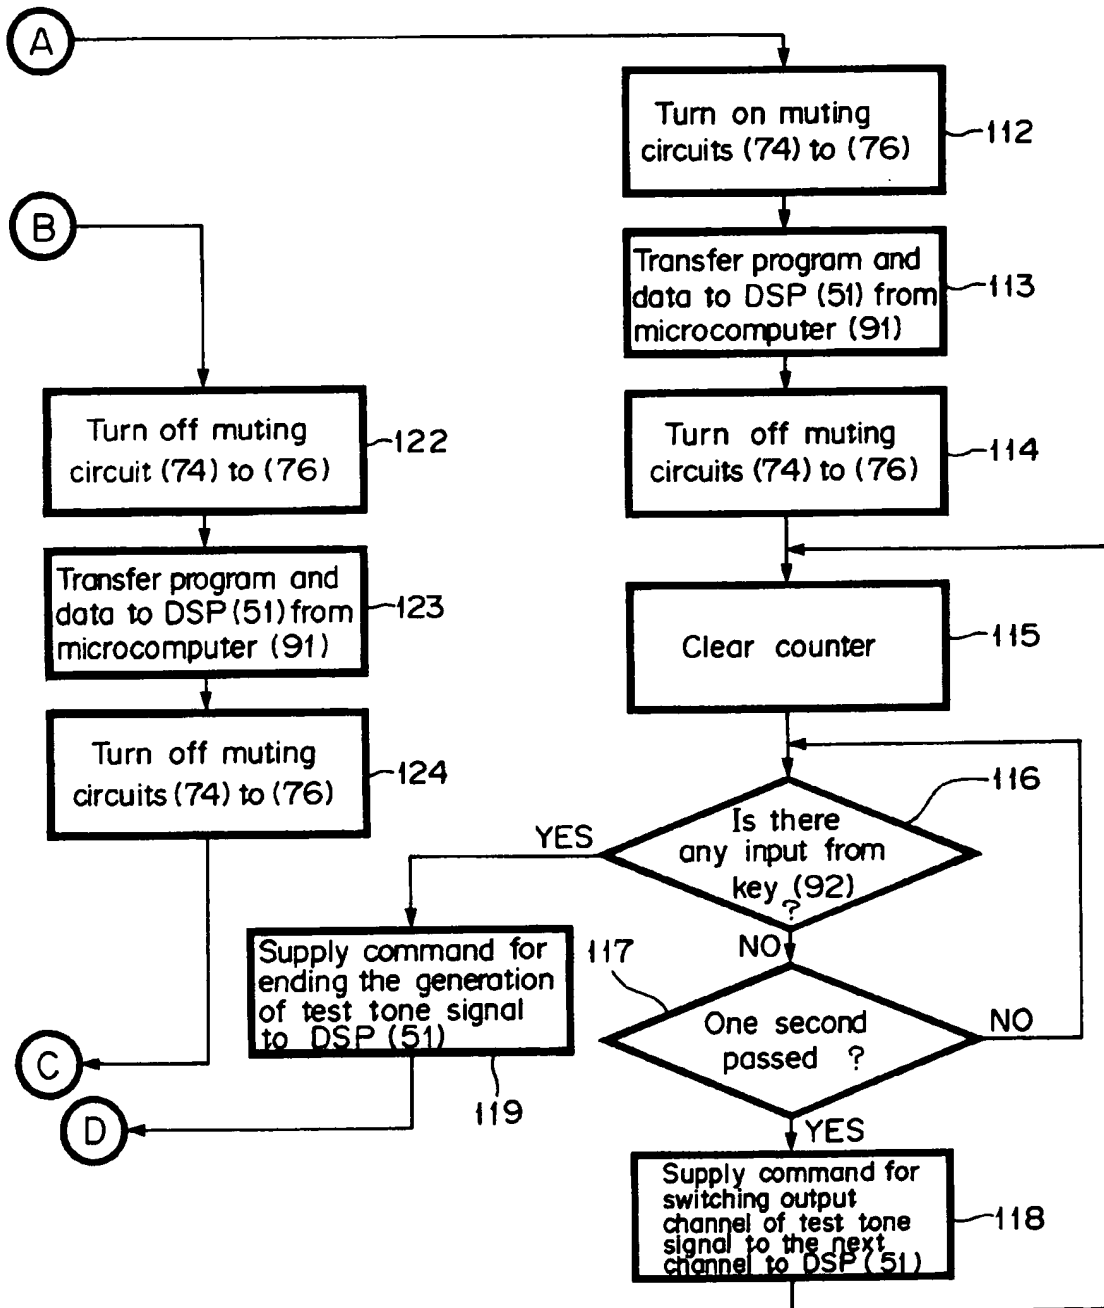 A
Turn on muting
circuits (74) to (76)
112
B
Transfer program and
data to DSP (51) from
microcomputer (91)
113
Turn off muting
circuit (74) to (76)
122
Turn off muting
circuits (74) to (76)
114
Transfer program and
data to DSP (51) from
microcomputer (91)
123
Clear counter
115
Turn off muting
circuits (74) to (76)
124
116
YES
Is there
any input from
key (92)
?
NO
Supply command for
ending the generation
of test tone signal
to DSP (51)
117
One second
passed ?
NO
C
119
D
YES
Supply command for
switching output
channel of test tone
signal to the next
channel to DSP (51)
118